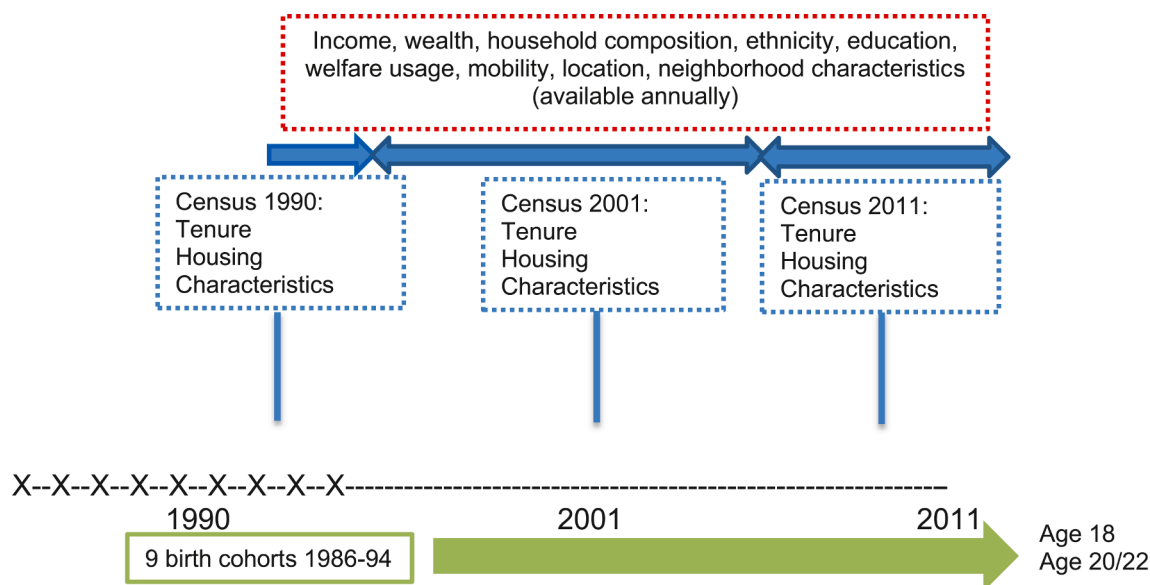 Income, wealth, household composition, ethnicity, education,
welfare usage, mobility, location, neighborhood characteristics
(available annually)
Census 1990:
Tenure
Housing
Characteristics
Census 2001:
Tenure
Housing
Characteristics
Census 2011:
Tenure
Housing
Characteristics
X--X--X--X--X--X--X--X--X--------------------------------------------------------------
1990
2001
2011
9 birth cohorts 1986-94
Age 18
Age 20/22